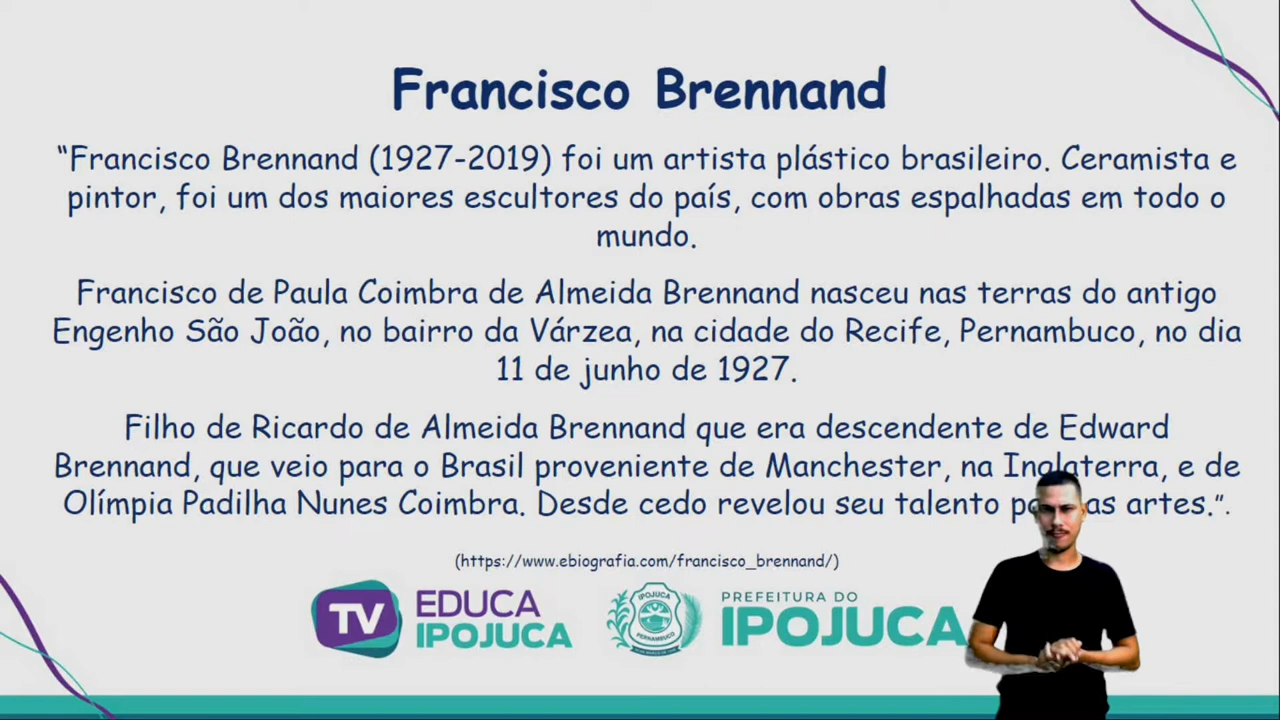 Francisco Brennand
“Francisco Brennand (1927-2019) foi um artista plástico brasileiro. Ceramista e
pintor, foi um dos maiores escultores do país, com obras espalhadas em todo o
mundo.
Francisco de Paula Coimbra de Almeida Brennand nasceu nas terras do antigo
Engenho São João, no bairro da Várzea, na cidade do Recife, Pernambuco, no dia
11 de junho de 1927.
Filho de Ricardo de Almeida Brennand que era descendente de Edward
Brennand, que veio para o Brasil proveniente de Manchester, na Inglaterra, e de
Olímpia Padilha Nunes Coimbra. Desde cedo revelou seu talento as artes.”.
(https://www.ebiografia.com/francisco_brennand/)
TV EDUCA
IPOJUCA
IPOJUCA
PERNAMBUCO
PREFEITURA DO
IPOJUCA